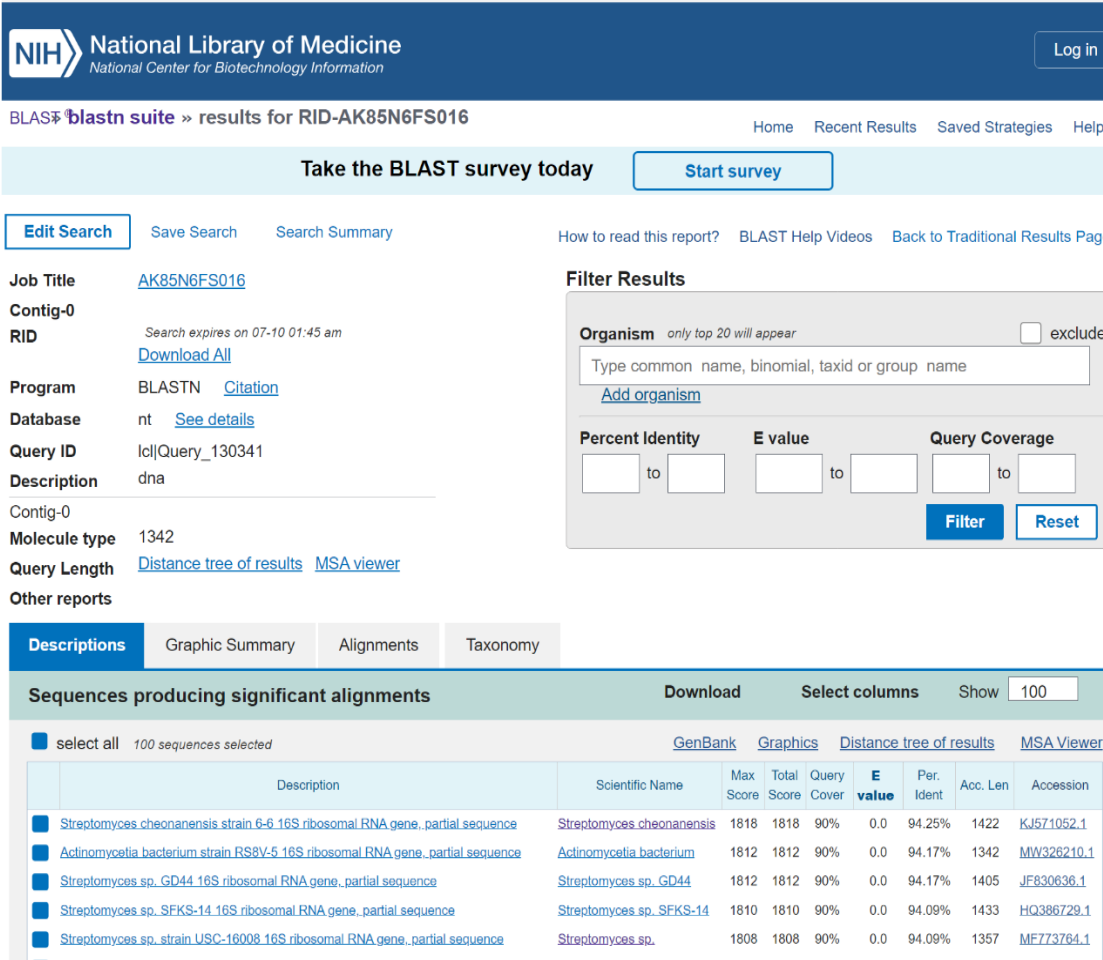 NIH National Library of Medicine
National Center for Biotechnology Information
Log in
BLAST ® blastn suite » results for RID-AK85N6FS016
Home Recent Results Saved Strategies Help
Take the BLAST survey today Start survey
Edit Search Save Search Search Summary
How to read this report? BLAST Help Videos Back to Traditional Results Pag
Job Title AK85N6FS016
Contig-0
RID Search expires on 07-10 01:45 am
Download All
Program BLASTN Citation
Database nt See details
Query ID lcl|Query_130341
Description dna
Contig-0
Molecule type 1342
Query Length Distance tree of results MSA viewer
Other reports
Filter Results
Organism only top 20 will appear exclude
Type common name, binomial, taxid or group name
Add organism
Percent Identity E value Query Coverage
to to to
Filter Reset
Descriptions Graphic Summary Alignments Taxonomy
Sequences producing significant alignments Download Select columns Show 100
select all 100 sequences selected GenBank Graphics Distance tree of results MSA Viewer
Description Scientific Name Max Score Total Score Query Cover E value Per. Ident Acc. Len Accession
Streptomyces cheonanensis strain 6-6 16S ribosomal RNA gene, partial sequence Streptomyces cheonanensis 1818 1818 90% 0.0 94.25% 1422 KJ571052.1
Actinomycetia bacterium strain RS8V-5 16S ribosomal RNA gene, partial sequence Actinomycetia bacterium 1812 1812 90% 0.0 94.17% 1342 MW326210.1
Streptomyces sp. GD44 16S ribosomal RNA gene, partial sequence Streptomyces sp. GD44 1812 1812 90% 0.0 94.17% 1405 JF830636.1
Streptomyces sp. SFKS-14 16S ribosomal RNA gene, partial sequence Streptomyces sp. SFKS-14 1810 1810 90% 0.0 94.09% 1433 HQ386729.1
Streptomyces sp. strain USC-16008 16S ribosomal RNA gene, partial sequence Streptomyces sp. 1808 1808 90% 0.0 94.09% 1357 MF773764.1